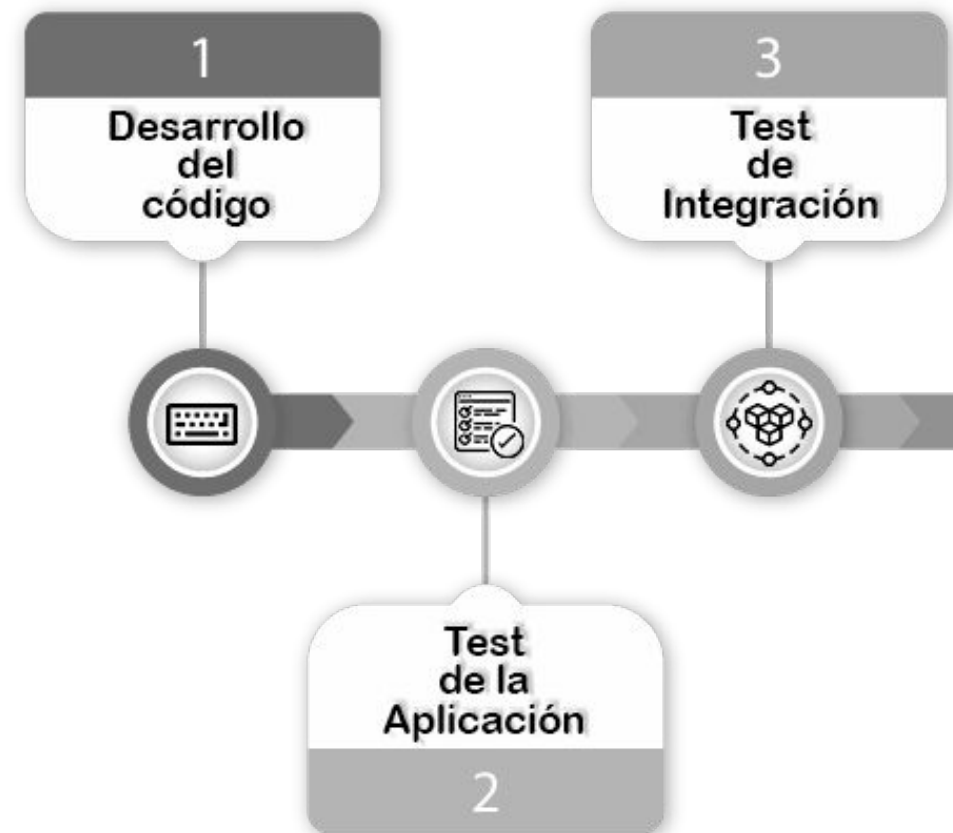 1
Desarrollo
del
código
Test
de la
Aplicación
2
3
Test
de
Integración